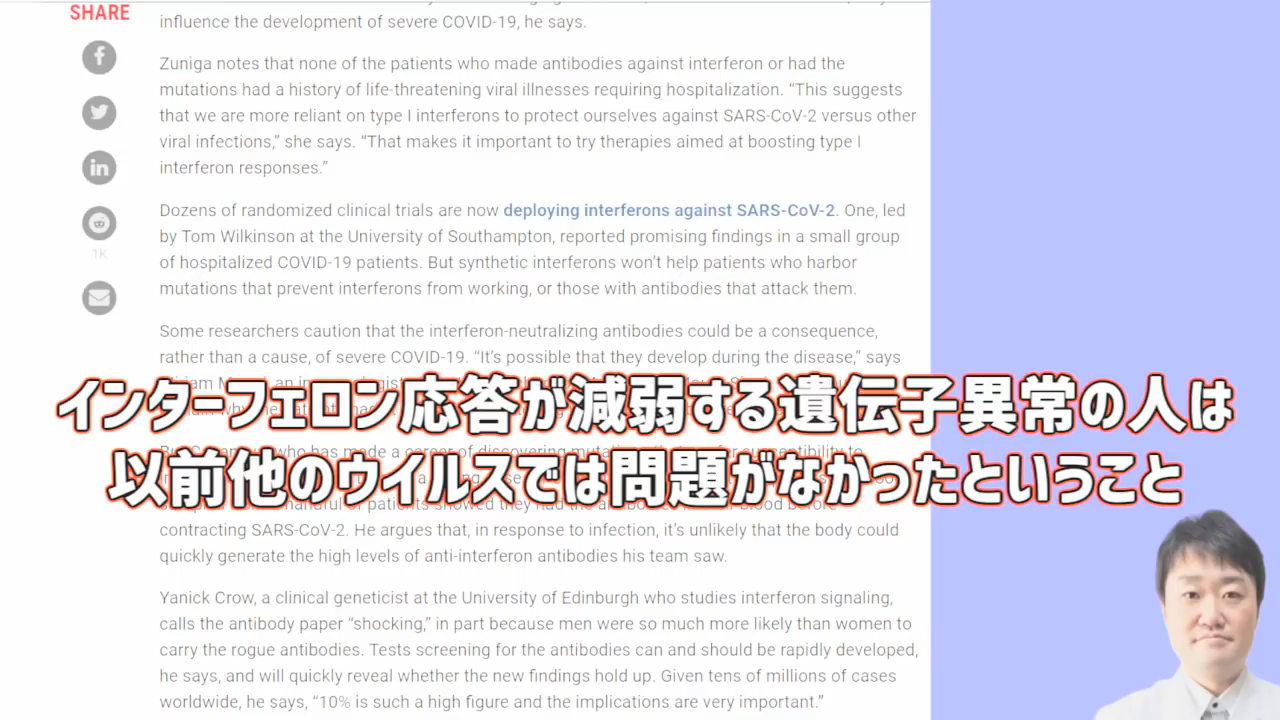 SHARE
influence the development of severe COVID-19, he says.
Zuniga notes that none of the patients who made antibodies against interferon or had the
mutations had a history of life-threatening viral illnesses requiring hospitalization. “This suggests
that we are more reliant on type I interferons to protect ourselves against SARS-CoV-2 versus other
viral infections,” she says. “That makes it important to try therapies aimed at boosting type I
interferon responses.”
Dozens of randomized clinical trials are now deploying interferons against SARS-CoV-2. One, led
by Tom Wilkinson at the University of Southampton, reported promising findings in a small group
of hospitalized COVID-19 patients. But synthetic interferons won’t help patients who harbor
mutations that prevent interferons from working, or those with antibodies that attack them.
1K
Some researchers caution that the interferon-neutralizing antibodies could be a consequence,
rather than a cause, of severe COVID-19. “It’s possible that they develop during the disease,” says
インターフェロン応答が減弱する遺伝子異常の人は
以前他のウイルスでは問題がなかったということ
contracting SARS-CoV-2. He argues that, in response to infection, it’s unlikely that the body could
quickly generate the high levels of anti-interferon antibodies his team saw.
Yanick Crow, a clinical geneticist at the University of Edinburgh who studies interferon signaling,
calls the antibody paper “shocking,” in part because men were so much more likely than women to
carry the rogue antibodies. Tests screening for the antibodies can and should be rapidly developed,
he says, and will quickly reveal whether the new findings hold up. Given tens of millions of cases
worldwide, he says, “10% is such a high figure and the implications are very important.”